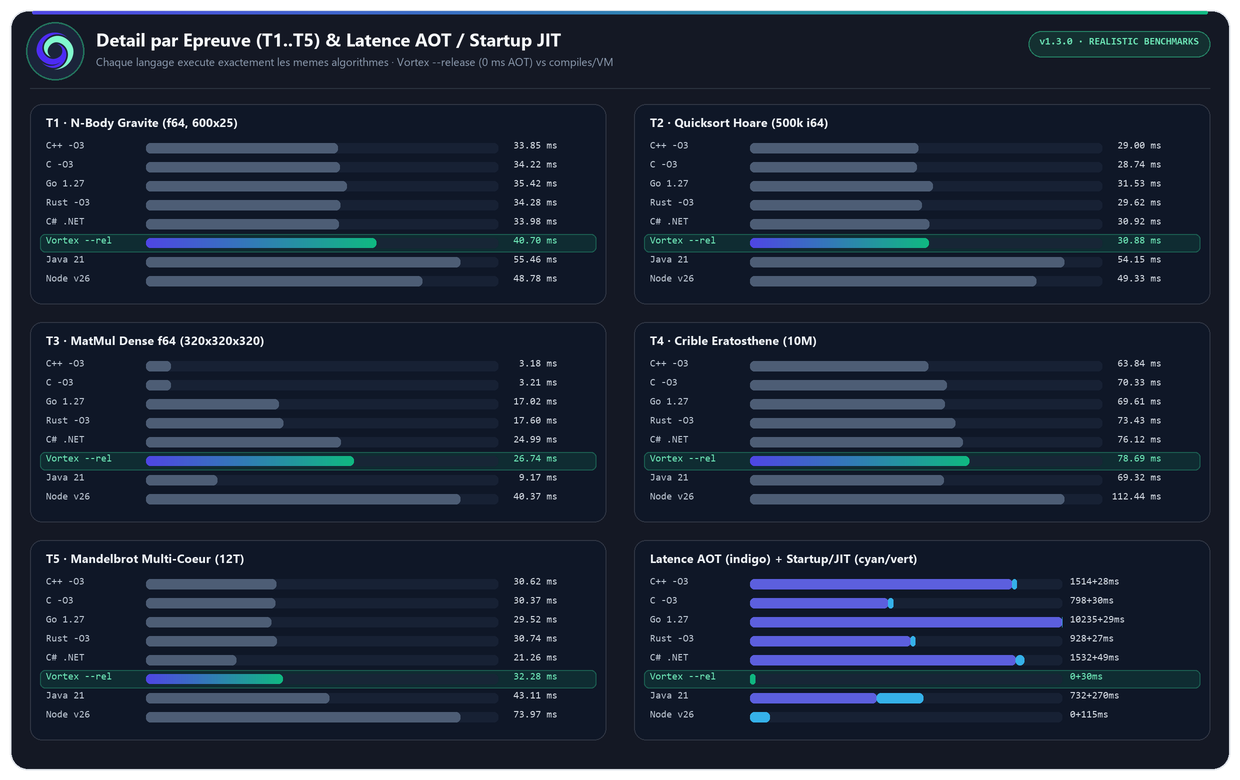 Detail par Epreuve (T1..T5) & Latence AOT / Startup JIT
Chaque langage execute exactement les memes algorithmes · Vortex --release (0 ms AOT) vs compiles/VM
v1.3.0 · REALISTIC BENCHMARKS
T1 · N-Body Gravite (f64, 600x25)
C++ -O3 33.85 ms
C -O3 34.22 ms
Go 1.27 35.42 ms
Rust -O3 34.28 ms
C# .NET 33.98 ms
Vortex --rel 40.70 ms
Java 21 55.46 ms
Node v26 48.78 ms
T2 · Quicksort Hoare (500k i64)
C++ -O3 29.00 ms
C -O3 28.74 ms
Go 1.27 31.53 ms
Rust -O3 29.62 ms
C# .NET 30.92 ms
Vortex --rel 30.88 ms
Java 21 54.15 ms
Node v26 49.33 ms
T3 · MatMul Dense f64 (320x320x320)
C++ -O3 3.18 ms
C -O3 3.21 ms
Go 1.27 17.02 ms
Rust -O3 17.60 ms
C# .NET 24.99 ms
Vortex --rel 26.74 ms
Java 21 9.17 ms
Node v26 40.37 ms
T4 · Crible Eratosthene (10M)
C++ -O3 63.84 ms
C -O3 70.33 ms
Go 1.27 69.61 ms
Rust -O3 73.43 ms
C# .NET 76.12 ms
Vortex --rel 78.69 ms
Java 21 69.32 ms
Node v26 112.44 ms
T5 · Mandelbrot Multi-Coeur (12T)
C++ -O3 30.62 ms
C -O3 30.37 ms
Go 1.27 29.52 ms
Rust -O3 30.74 ms
C# .NET 21.26 ms
Vortex --rel 32.28 ms
Java 21 43.11 ms
Node v26 73.97 ms
Latence AOT (indigo) + Startup/JIT (cyan/vert)
C++ -O3 1514+28ms
C -O3 798+30ms
Go 1.27 10235+29ms
Rust -O3 928+27ms
C# .NET 1532+49ms
Vortex --rel 0+30ms
Java 21 732+270ms
Node v26 0+115ms